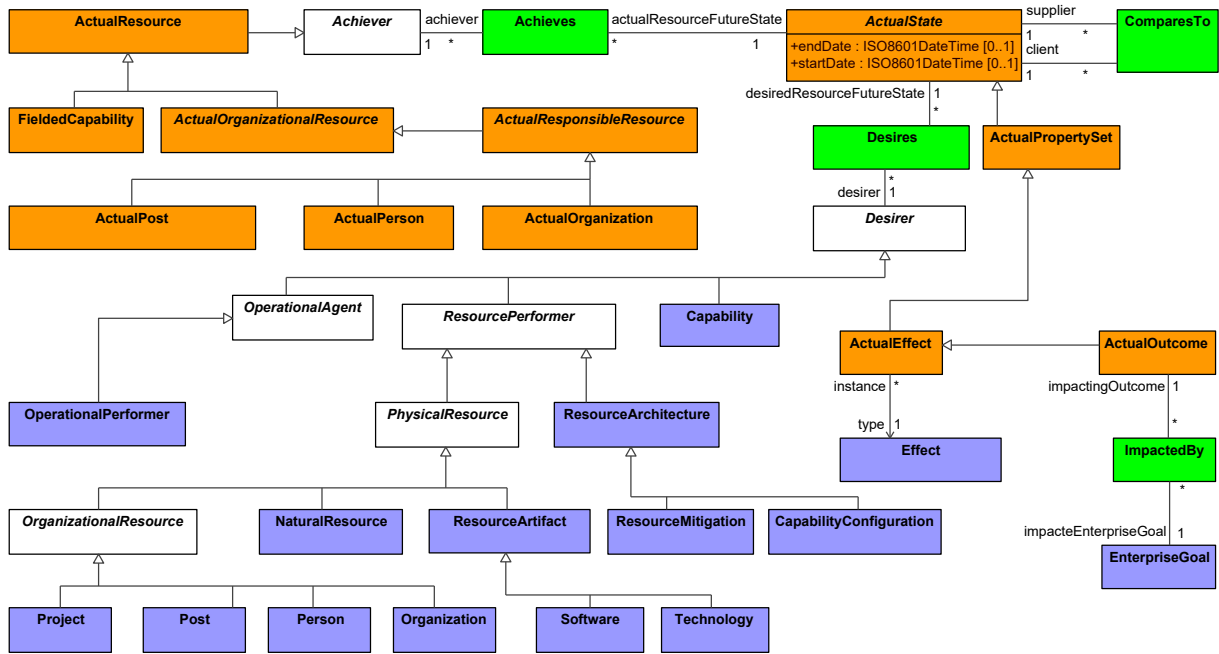 ActualResource
Achiever
achiever
1
*
Achieves
actualResourceFutureState
*
1
ActualState
+endDate : ISO8601DateTime [0..1]
+startDate : ISO8601DateTime [0..1]
supplier
1
*
client
1
*
ComparesTo
desiredResourceFutureState
1
*
FieldedCapability
ActualOrganizationalResource
ActualResponsibleResource
Desires
ActualPropertySet
*
desirer
1
ActualPost
ActualPerson
ActualOrganization
Desirer
OperationalAgent
ResourcePerformer
Capability
ActualEffect
ActualOutcome
instance
*
impactingOutcome
1
OperationalPerformer
PhysicalResource
ResourceArchitecture
type
1
*
Effect
ImpactedBy
*
OrganizationalResource
NaturalResource
ResourceArtifact
ResourceMitigation
CapabilityConfiguration
impacteEnterpriseGoal
1
EnterpriseGoal
Project
Post
Person
Organization
Software
Technology